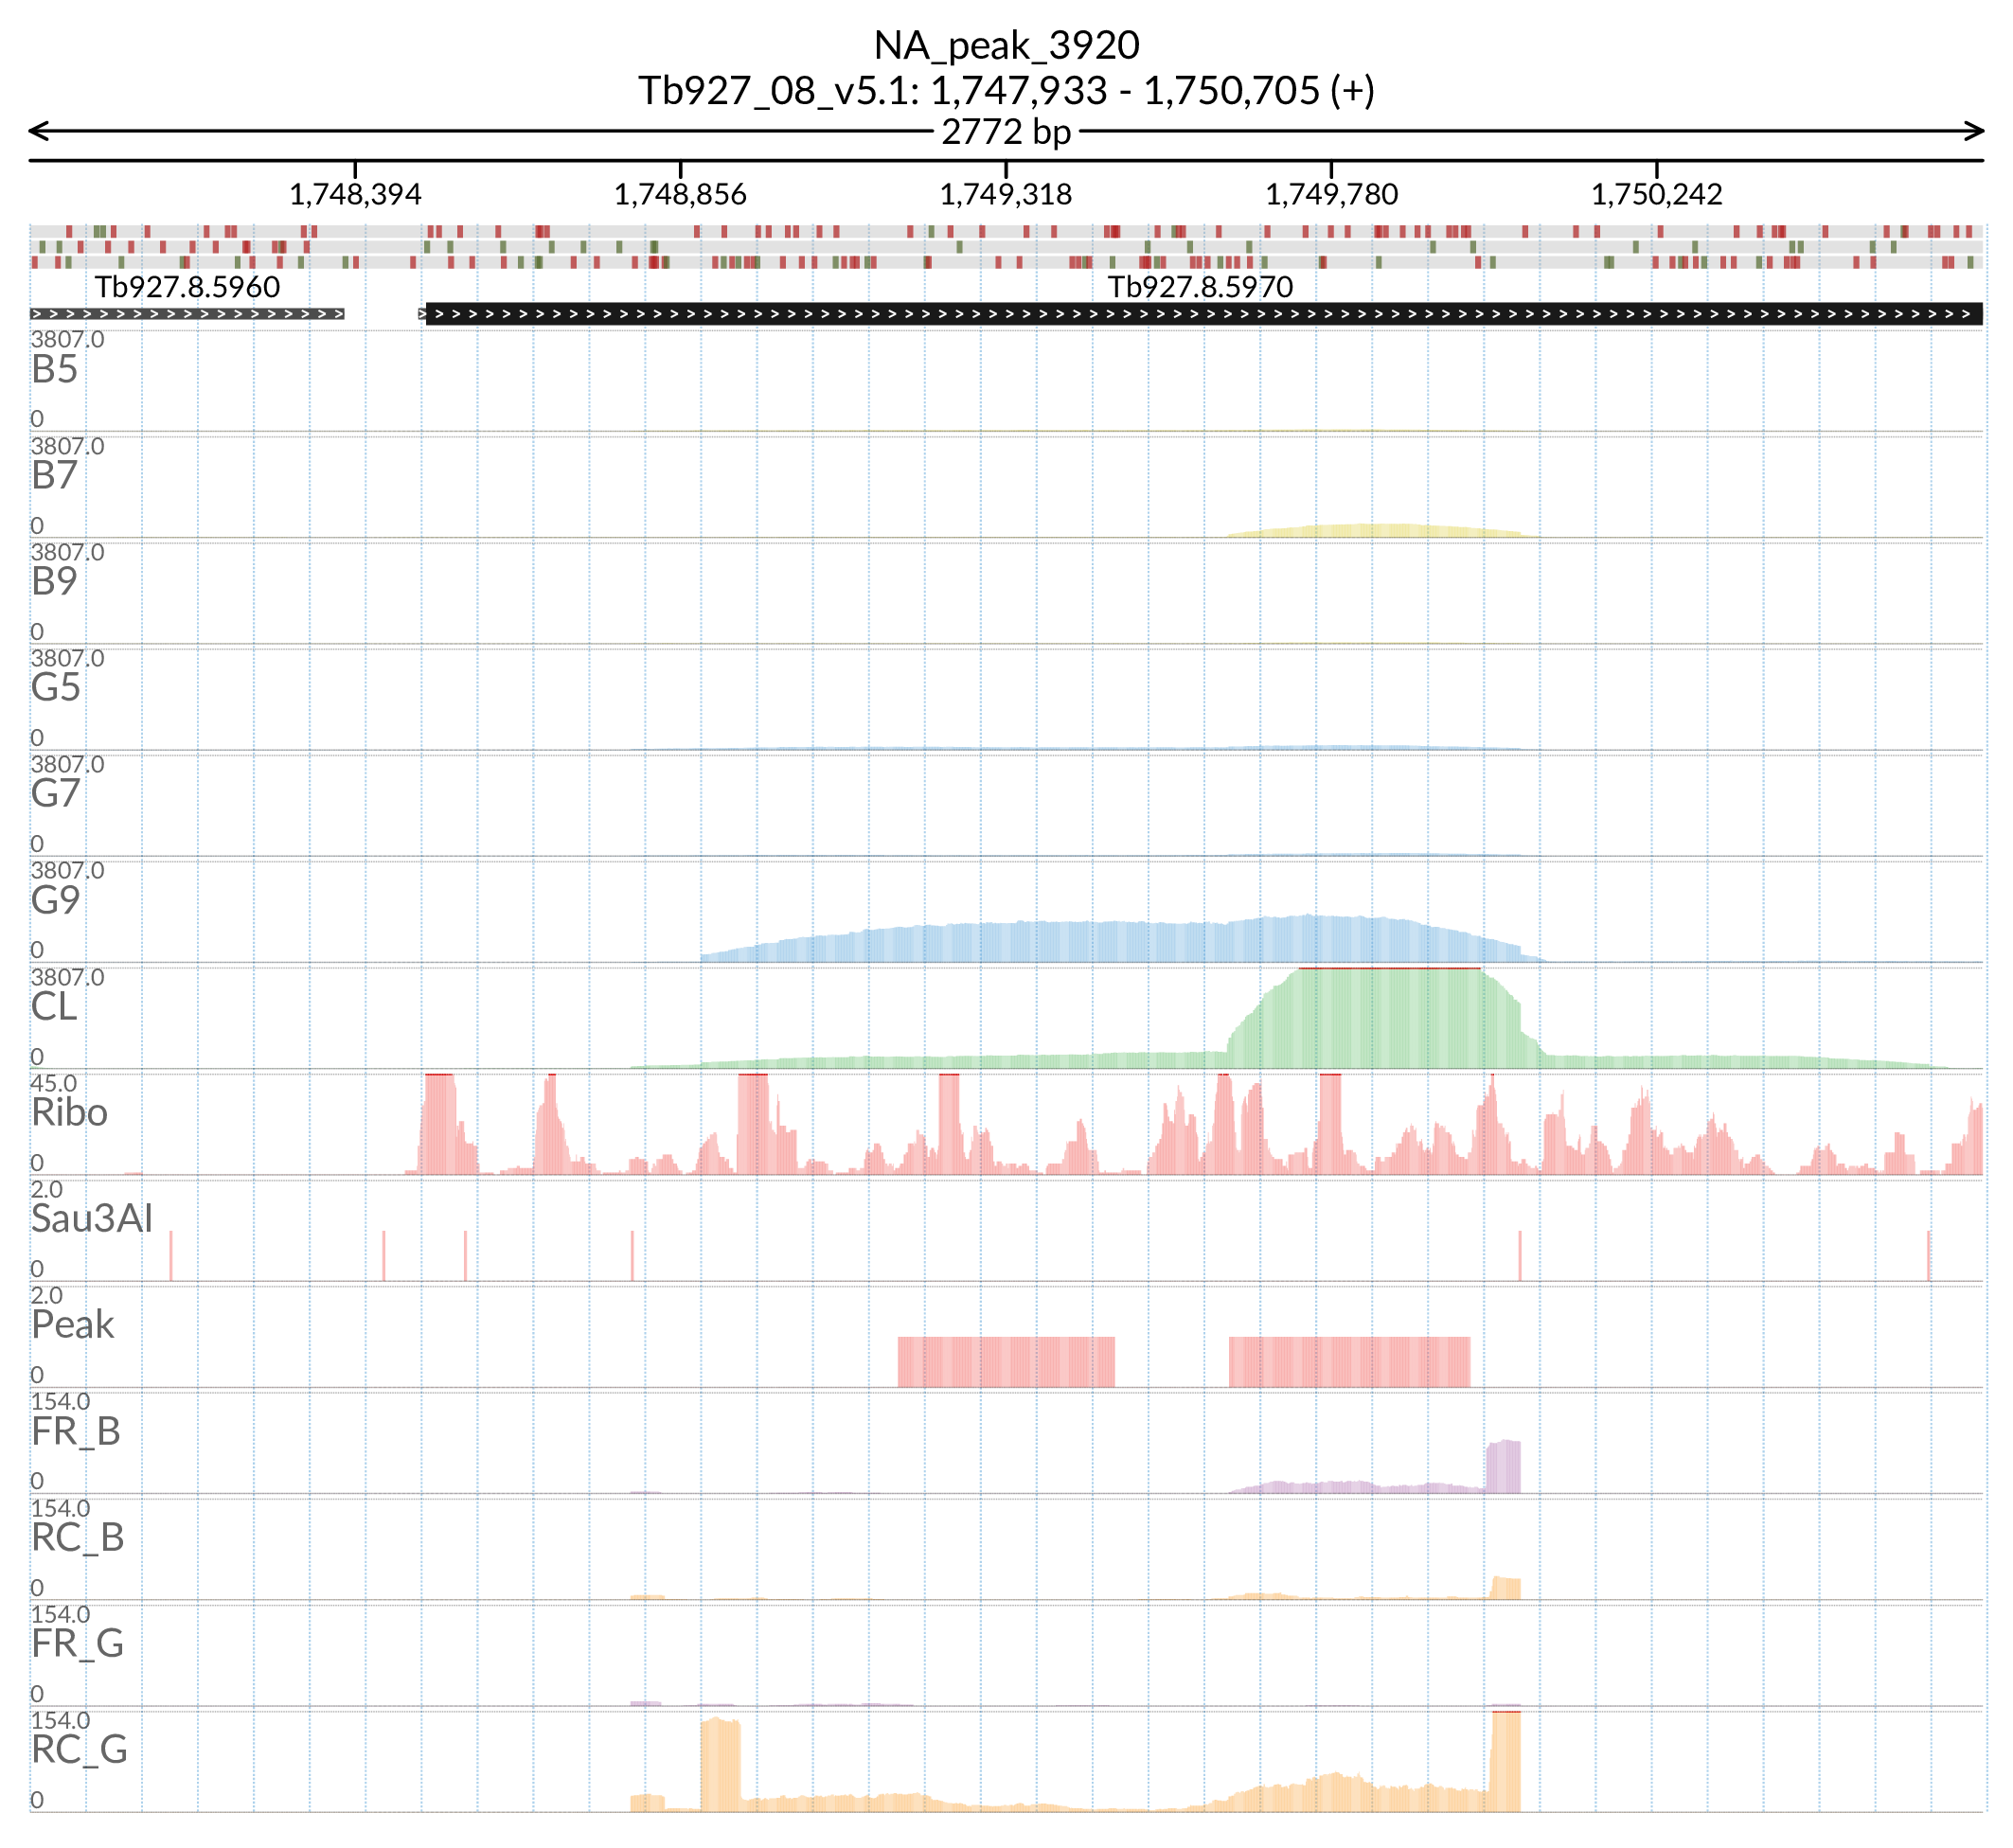 NA_peak_3920
Tb927_08_v5.1: 1,747,933 - 1,750,705 (+)
2772 bp
1,748,394 1,748,856 1,749,318 1,749,780 1,750,242
Tb927.8.5960 Tb927.8.5970
3807.0
B5
0
3807.0
B7
0
3807.0
B9
0
3807.0
G5
0
3807.0
G7
0
3807.0
G9
0
3807.0
CL
0
45.0
Ribo
0
2.0
Sau3AI
0
2.0
Peak
0
154.0
FR_B
0
154.0
RC_B
0
154.0
FR_G
0
154.0
RC_G
0